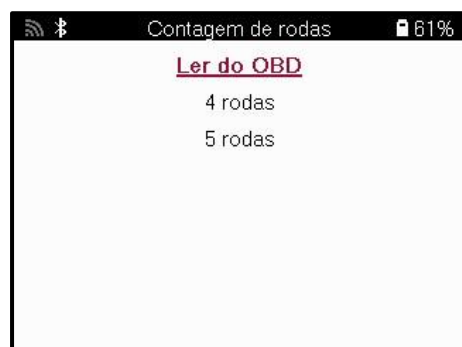 Contagem de rodas 61%
Ler do OBD
4 rodas
5 rodas